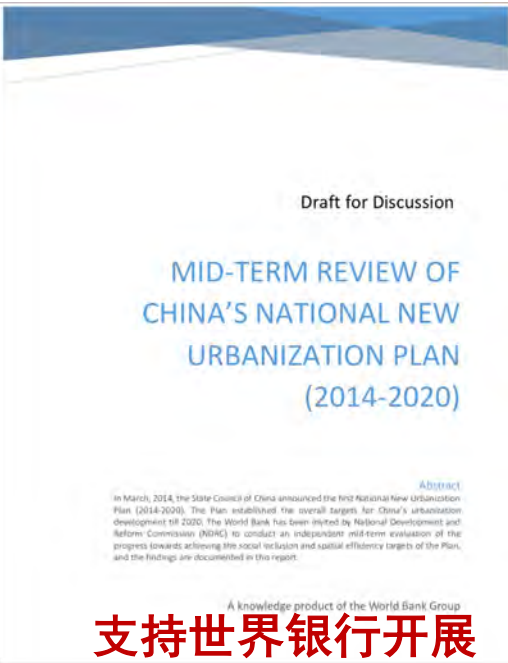 Draft for Discussion
MID-TERM REVIEW OF
CHINA'S NATIONAL NEW
URBANIZATION PLAN
(2014-2020)
Abstract
In March, 2014, the State Council of China announced the first National New Urbanization
Plan (2014-2020). The Plan established the overall targets for China's urbanization
development till 2020. The World Bank has been invited by National Development and
Reform Commission (NDRC) to conduct an independent mid-term evaluation of the
progress towards achieving the social inclusion and spatial efficiency targets of the Plan,
and the findings are documented in this report.
A knowledge product of the World Bank Group
支持世界银行开展